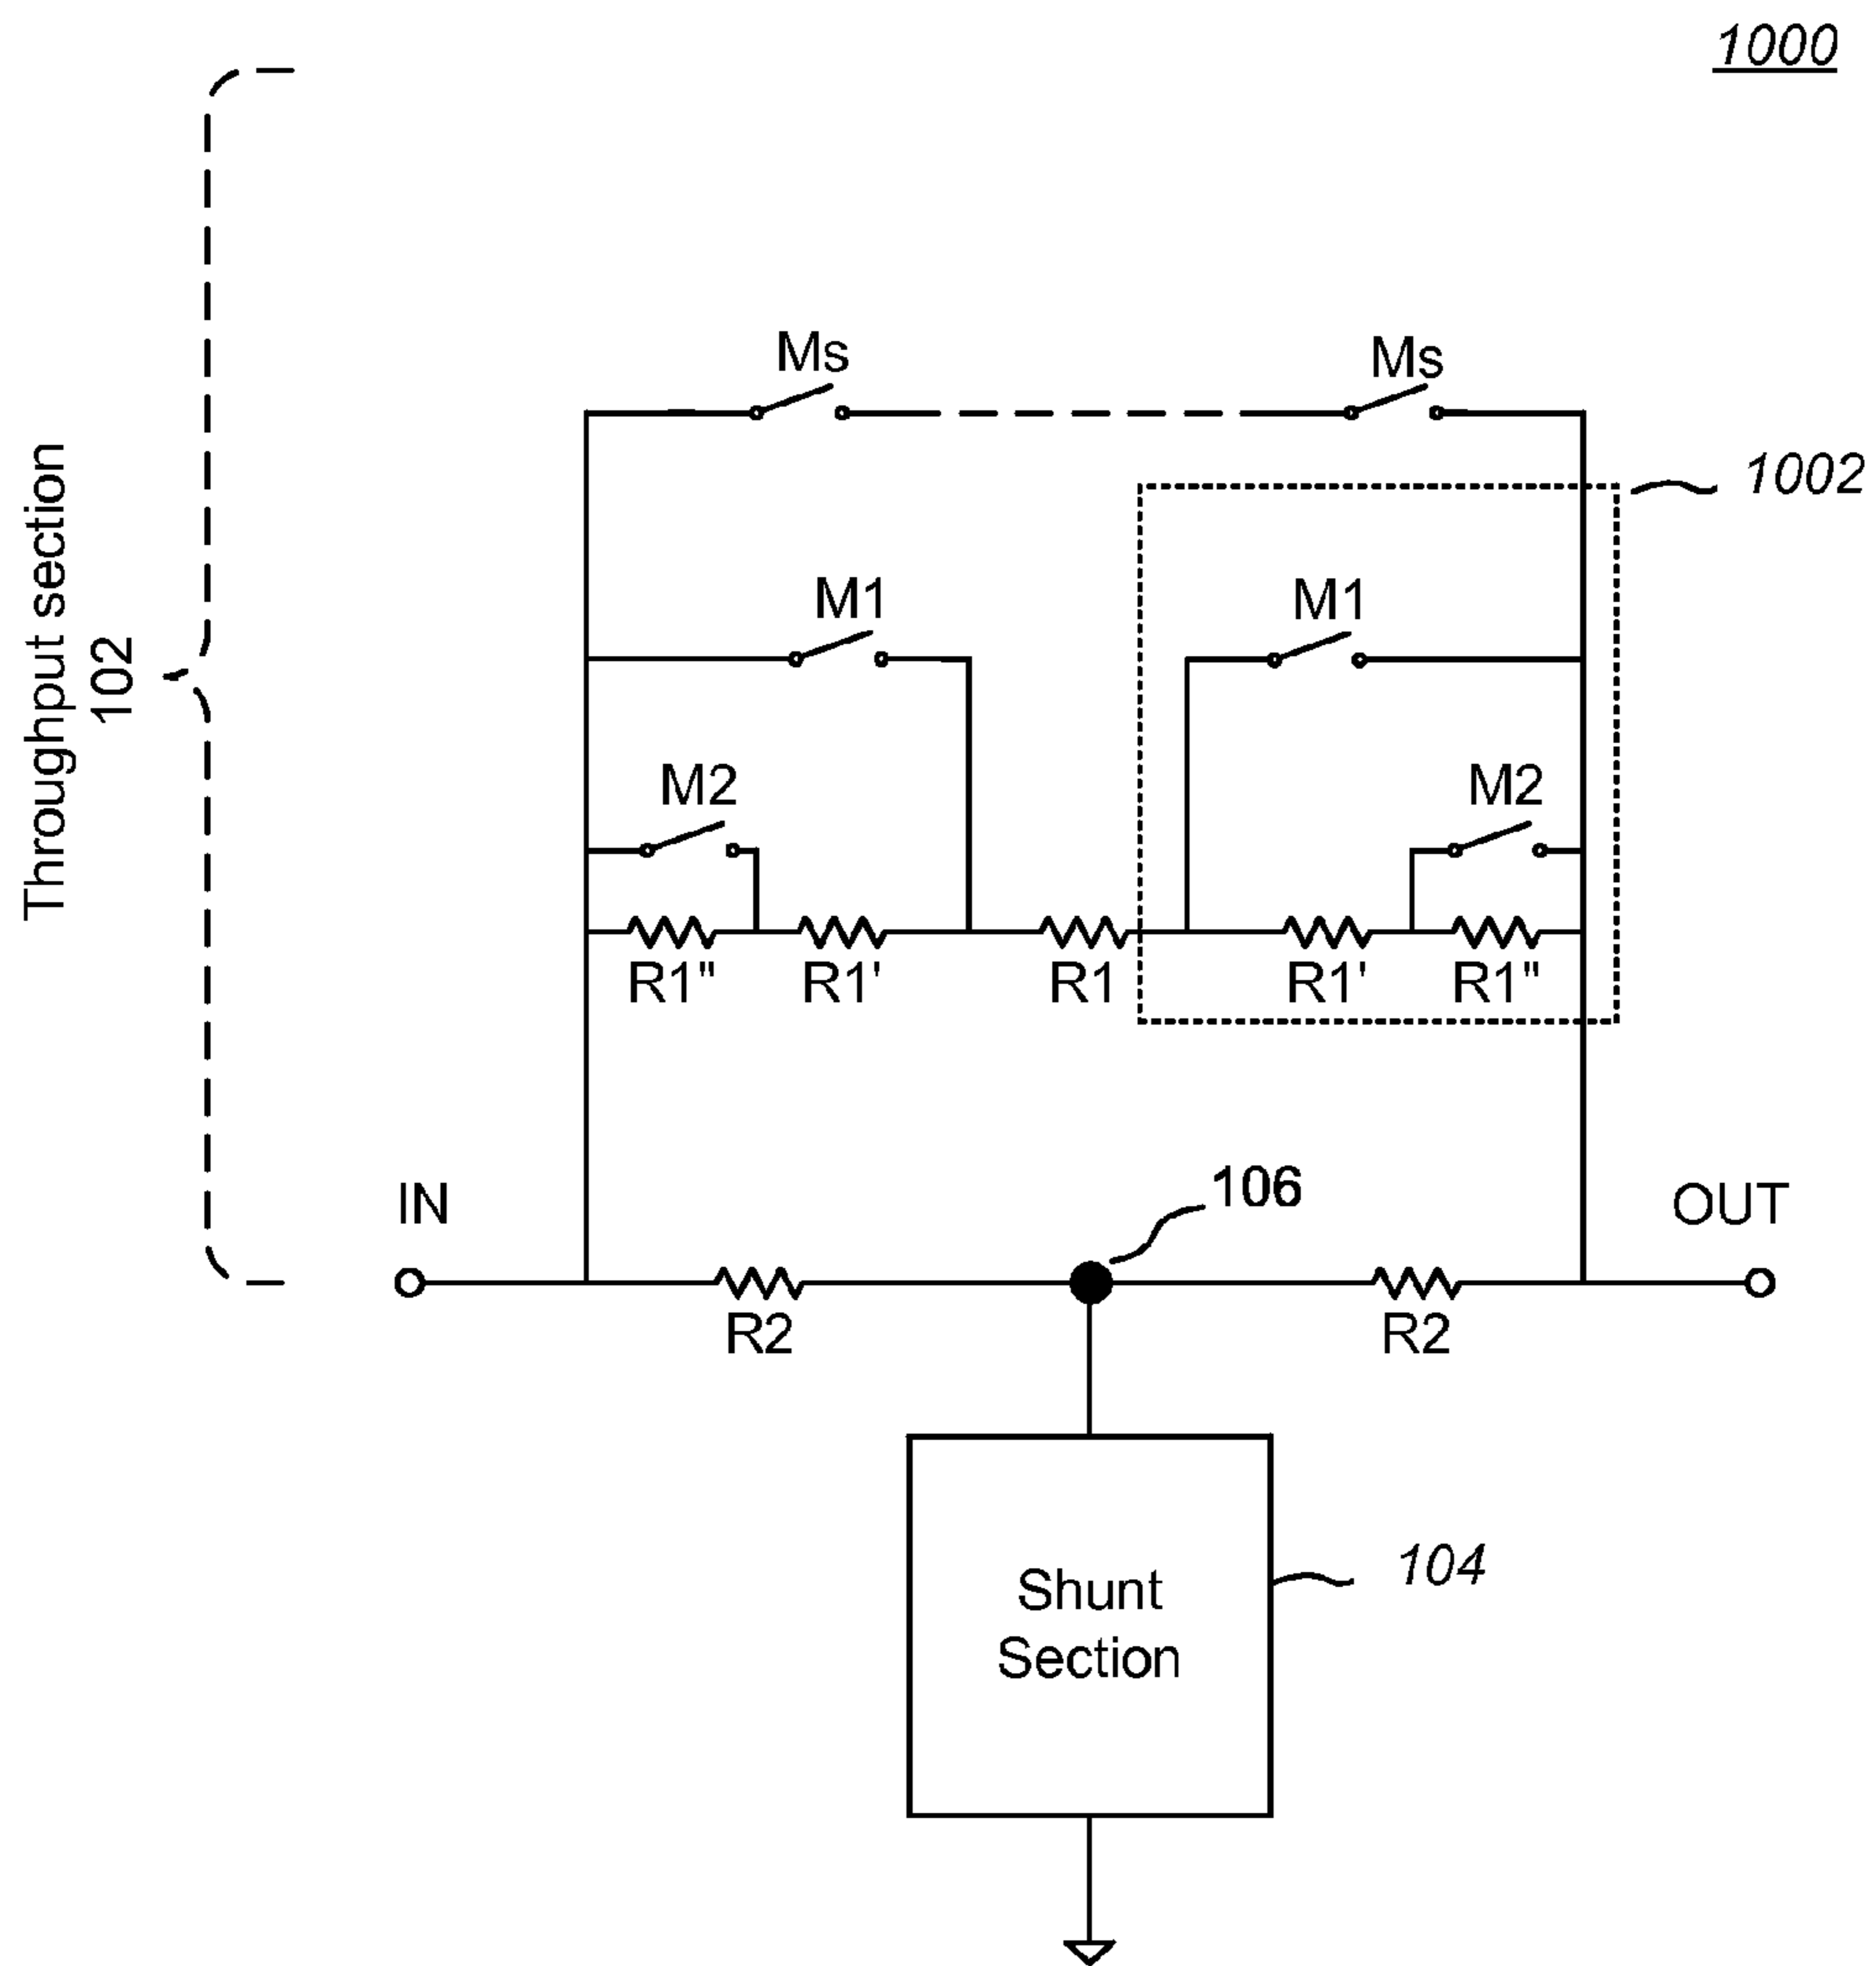 1000
Ms
Ms
1002
M1
M1
M2
M2
R1"
R1'
R1
R1'
R1"
Throughput section
102
IN
106
OUT
R2
R2
Shunt
Section
104